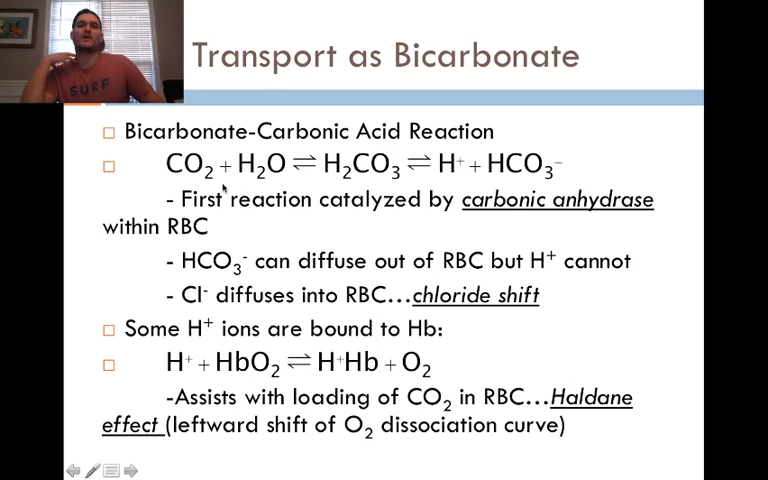 SURF
Transport as Bicarbonate
□ Bicarbonate-Carbonic Acid Reaction
□ CO₂ + H₂O ⇌ H₂CO₃ ⇌ H⁺ + HCO₃⁻
- First reaction catalyzed by carbonic anhydrase
within RBC
- HCO₃⁻ can diffuse out of RBC but H⁺ cannot
- Cl⁻ diffuses into RBC…chloride shift
□ Some H⁺ ions are bound to Hb:
□ H⁺ + HbO₂ ⇌ H⁺Hb + O₂
-Assists with loading of CO₂ in RBC…Haldane
effect (leftward shift of O₂ dissociation curve)